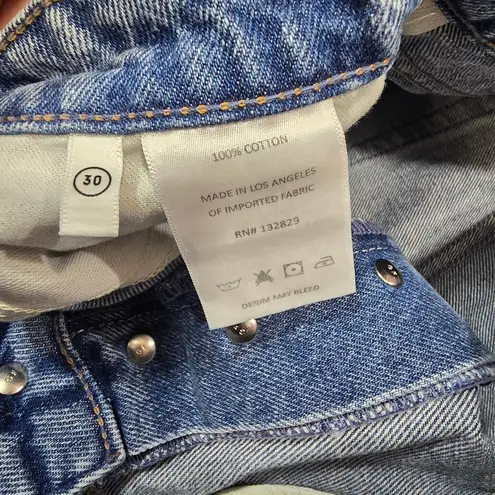 30
100% COTTON
MADE IN LOS ANGELES
OF IMPORTED FABRIC
RN# 132829
DENIM MAY BLEED